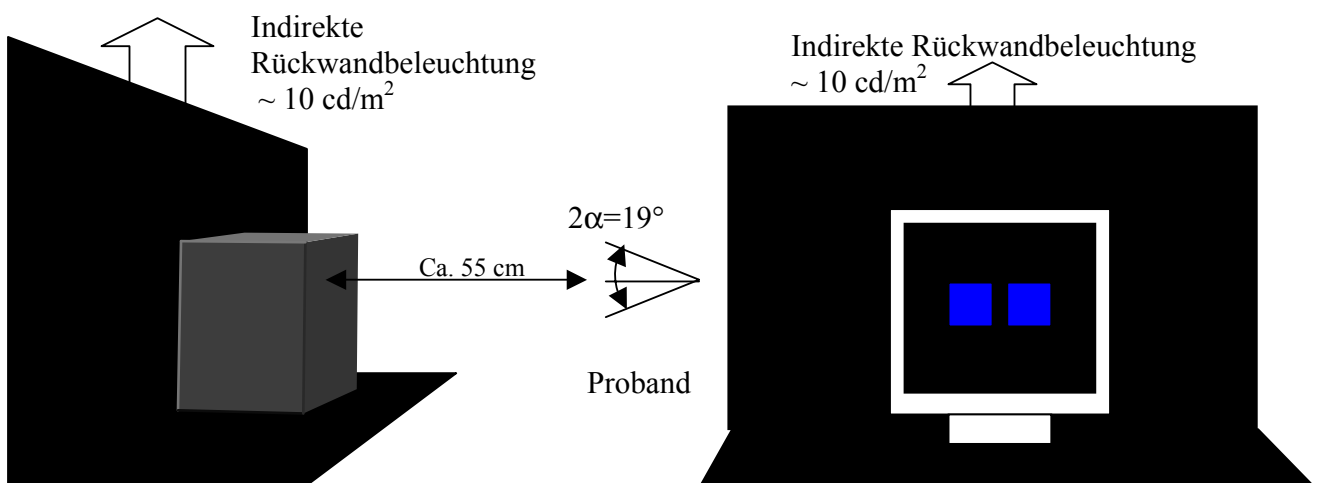 Indirekte
Rückwandbeleuchtung
~ 10 cd/m²
Indirekte Rückwandbeleuchtung
~ 10 cd/m²
2α=19°
Ca. 55 cm
Proband